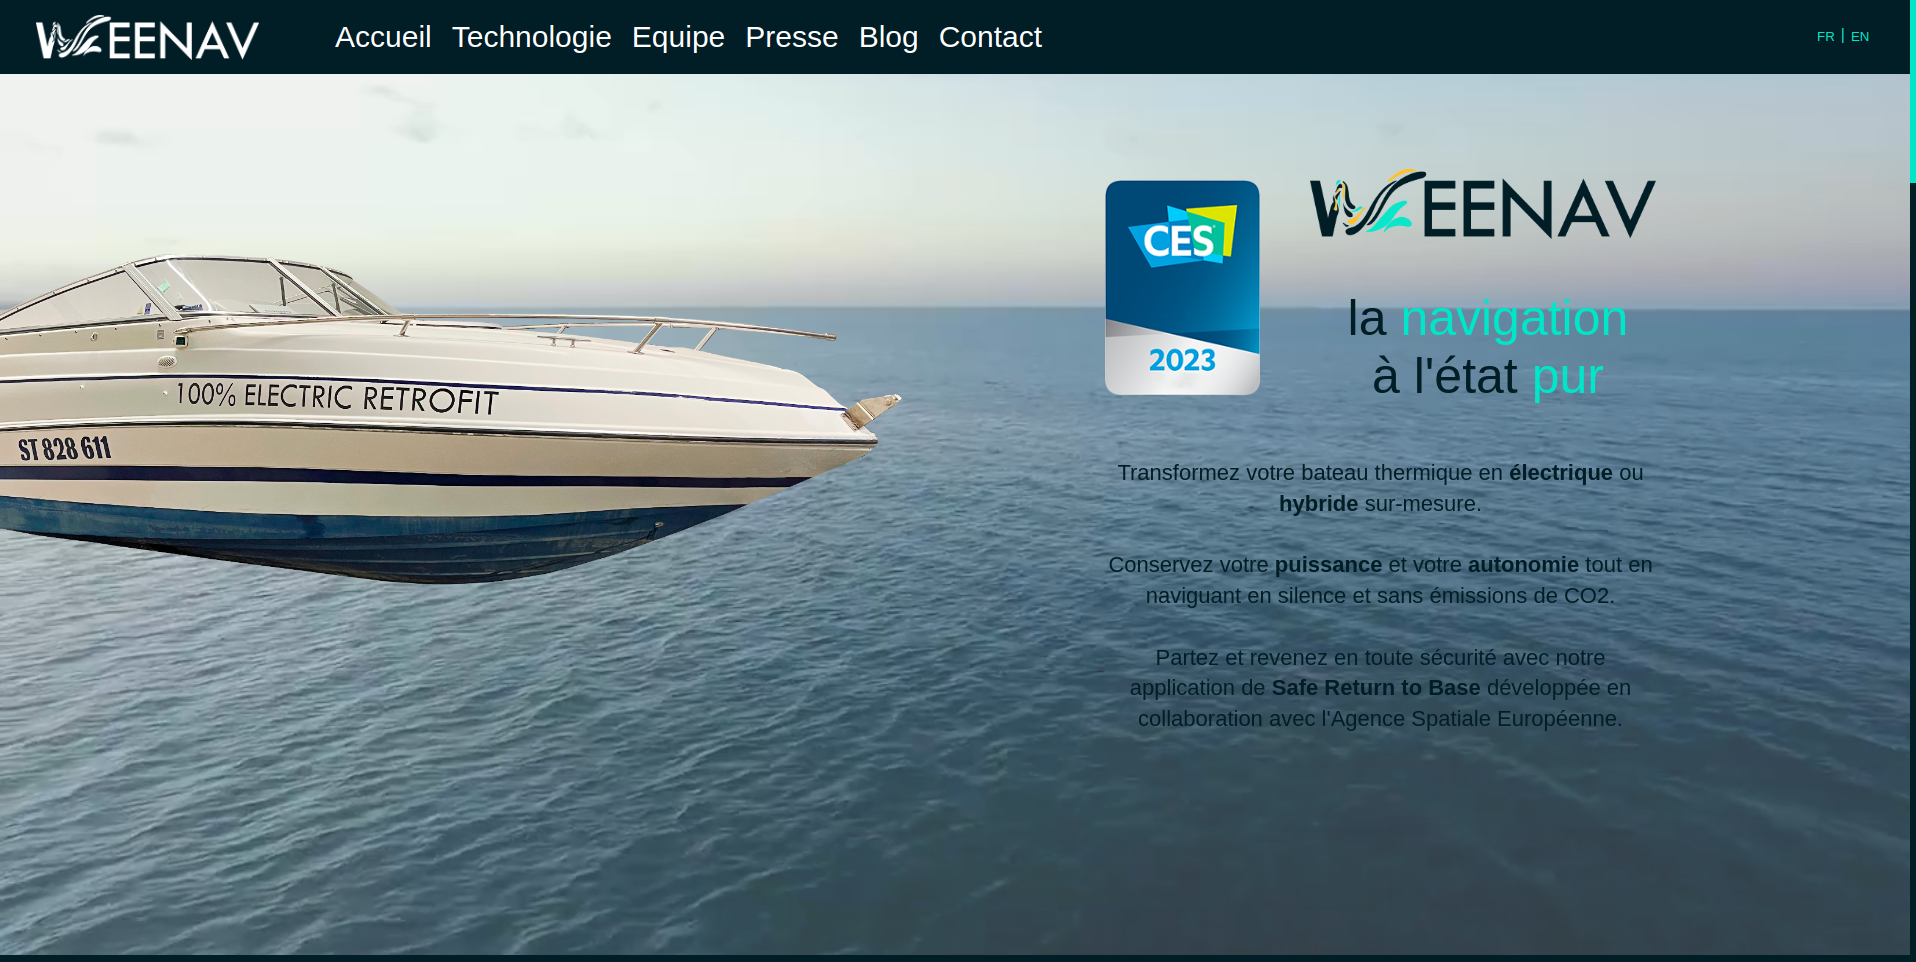 WEENAV
Accueil Technologie Equipe Presse Blog Contact
FR | EN
CES
2023
WEENAV
la navigation
à l'état pur
100% ELECTRIC RETROFIT
ST 828 611
Transformez votre bateau thermique en électrique ou
hybride sur-mesure.
Conservez votre puissance et votre autonomie tout en
naviguant en silence et sans émissions de CO2.
Partez et revenez en toute sécurité avec notre
application de Safe Return to Base développée en
collaboration avec l'Agence Spatiale Européenne.